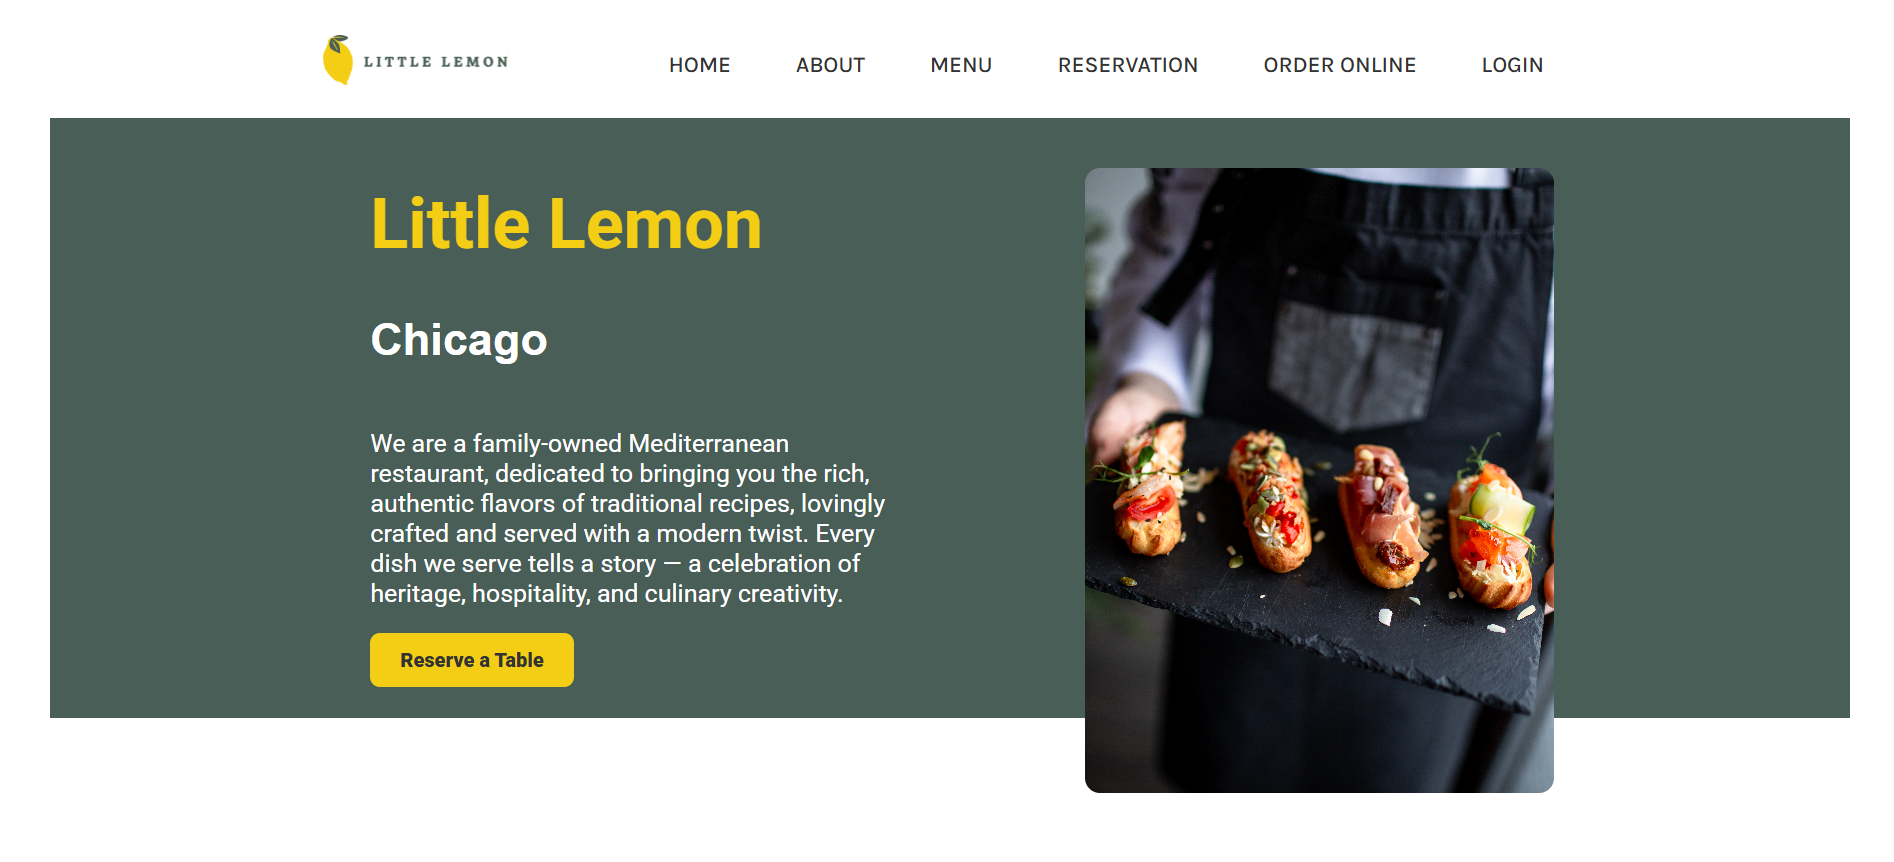 LITTLE LEMON
HOME ABOUT MENU RESERVATION ORDER ONLINE LOGIN
Little Lemon
Chicago
We are a family-owned Mediterranean
restaurant, dedicated to bringing you the rich,
authentic flavors of traditional recipes, lovingly
crafted and served with a modern twist. Every
dish we serve tells a story — a celebration of
heritage, hospitality, and culinary creativity.
Reserve a Table